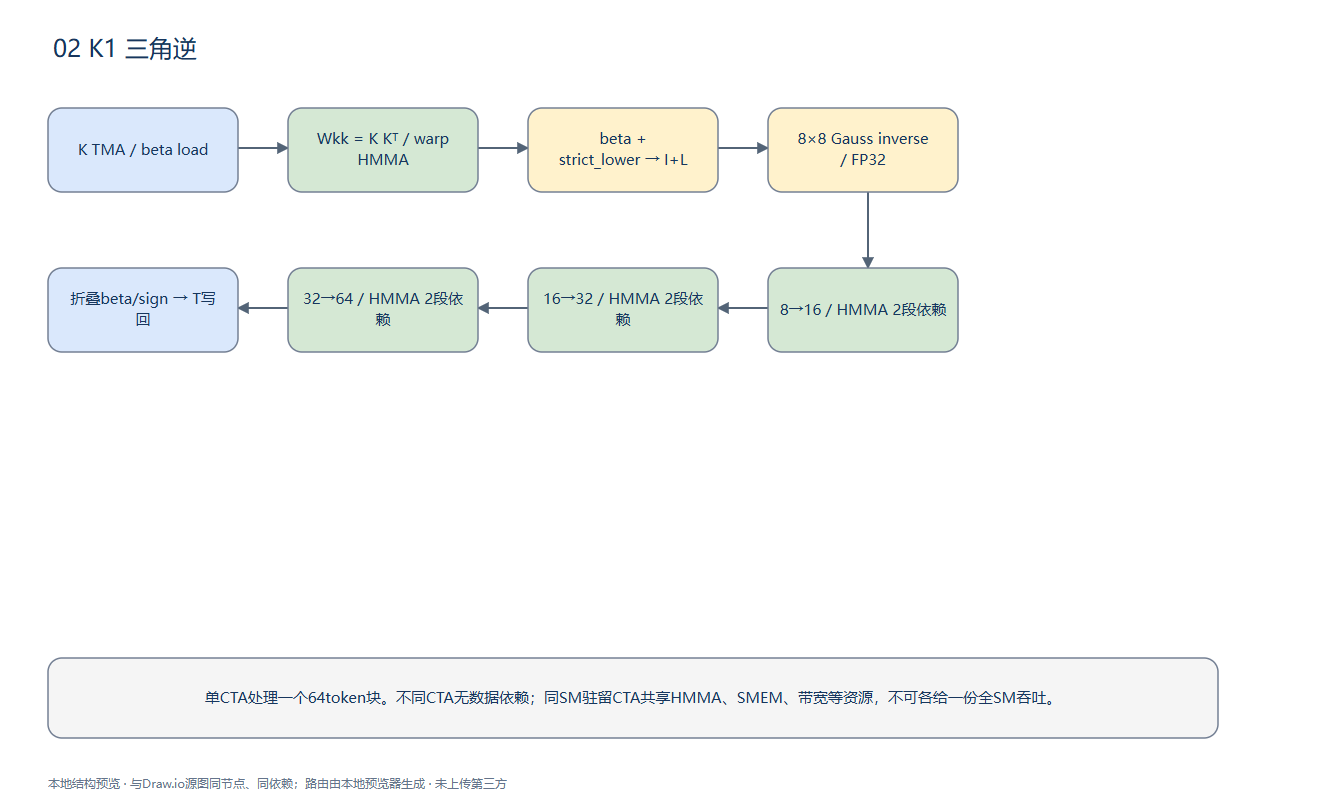 02 K1 三角逆
K TMA / beta load
Wkk = K Kᵀ / warp
HMMA
beta +
strict_lower → I+L
8×8 Gauss inverse
/ FP32
折叠beta/sign → T写
回
32→64 / HMMA 2段依
赖
16→32 / HMMA 2段依
赖
8→16 / HMMA 2段依赖
单CTA处理一个64token块。不同CTA无数据依赖；同SM驻留CTA共享HMMA、SMEM、带宽等资源，不可各给一份全SM吞吐。
本地结构预览 · 与Draw.io源图同节点、同依赖；路由由本地预览器生成 · 未上传第三方